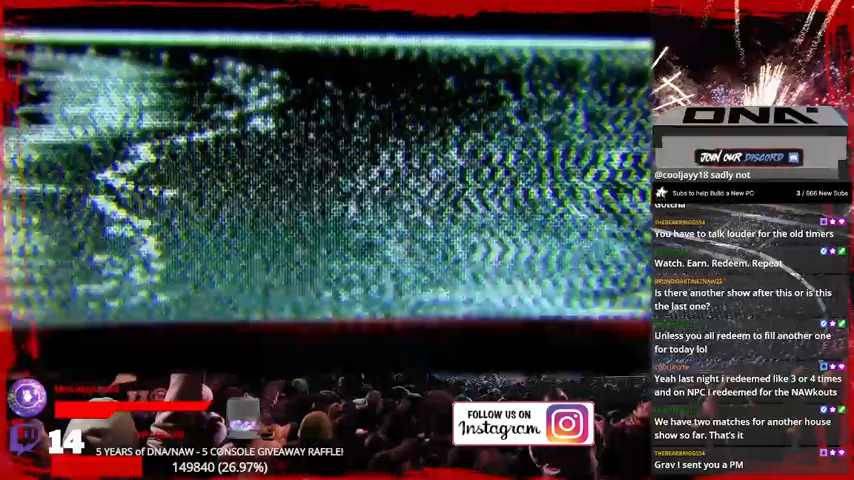 DNA
JOIN OUR DISCORD
@cooljayy18 sadly not
Subs to help Build a New PC 3 / 666 New Subs
Gotcha
THEBEARBRIGGS54
You have to talk louder for the old timers
Watch. Earn. Redeem. Repeat
Is there another show after this or is this
the last one?
Unless you all redeem to fill another one
for today lol
COOLJAYY18
Yeah last night i redeemed like 3 or 4 times
and on NPC i redeemed for the NAWkouts
We have two matches for another house
show so far. That's it
THEBEARBRIGGS54
Grav I sent you a PM
FOLLOW US ON
Instagram
14
5 YEARS of DNA/NAW - 5 CONSOLE GIVEAWAY RAFFLE!
149840 (26.97%)